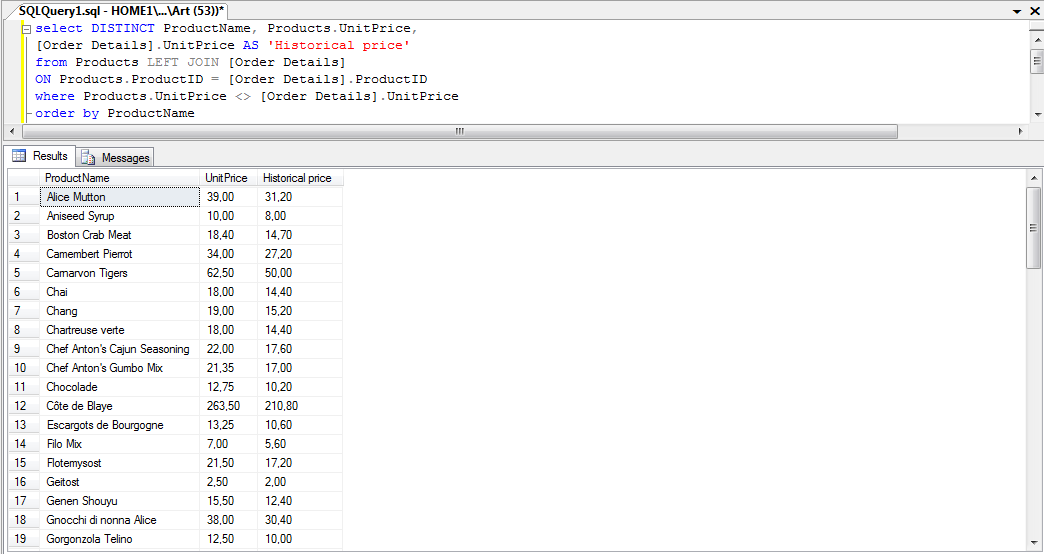 SQLQuery1.sql - HOME1\...\Art (53))*
select DISTINCT ProductName, Products.UnitPrice,
[Order Details].UnitPrice AS 'Historical price'
from Products LEFT JOIN [Order Details]
ON Products.ProductID = [Order Details].ProductID
where Products.UnitPrice <> [Order Details].UnitPrice
order by ProductName
Results Messages
ProductName UnitPrice Historical price
1 Alice Mutton 39,00 31,20
2 Aniseed Syrup 10,00 8,00
3 Boston Crab Meat 18,40 14,70
4 Camembert Pierrot 34,00 27,20
5 Carnarvon Tigers 62,50 50,00
6 Chai 18,00 14,40
7 Chang 19,00 15,20
8 Chartreuse verte 18,00 14,40
9 Chef Anton's Cajun Seasoning 22,00 17,60
10 Chef Anton's Gumbo Mix 21,35 17,00
11 Chocolade 12,75 10,20
12 Côte de Blaye 263,50 210,80
13 Escargots de Bourgogne 13,25 10,60
14 Filo Mix 7,00 5,60
15 Flotemysost 21,50 17,20
16 Geitost 2,50 2,00
17 Genen Shouyu 15,50 12,40
18 Gnocchi di nonna Alice 38,00 30,40
19 Gorgonzola Telino 12,50 10,00